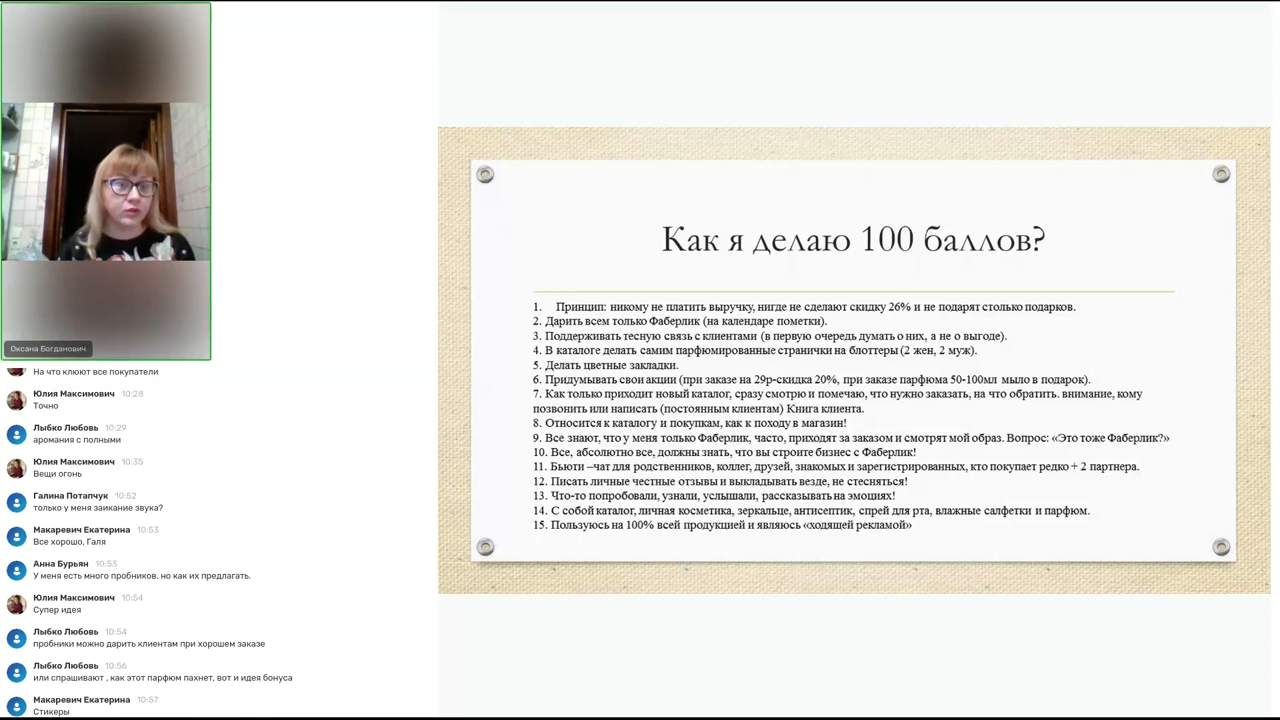 Оксана Богданович
На что клюют все покупатели
Юлия Максимович 10:28
Точно
Лыбко Любовь 10:29
аромания с полными
Юлия Максимович 10:35
Вещи огонь
Галина Потапчук 10:52
только у меня заикание звука?
Макаревич Екатерина 10:53
Все хорошо, Галя
Анна Бурьян 10:53
У меня есть много пробников. но как их предлагать.
Юлия Максимович 10:54
Супер идея
Лыбко Любовь 10:54
пробники можно дарить клиентам при хорошем заказе
Лыбко Любовь 10:56
или спрашивают , как этот парфюм пахнет, вот и идея бонуса
Макаревич Екатерина 10:57
Стикеры
Как я делаю 100 баллов?
1. Принцип: никому не платить выручку, нигде не сделают скидку 26% и не подарят столько подарков.
2. Дарить всем только Фаберлик (на календаре пометки).
3. Поддерживать тесную связь с клиентами (в первую очередь думать о них, а не о выгоде).
4. В каталоге делать самим парфюмированные странички на блоттеры (2 жен, 2 муж).
5. Делать цветные закладки.
6. Придумывать свои акции (при заказе на 29р-скидка 20%, при заказе парфюма 50-100мл мыло в подарок).
7. Как только приходит новый каталог, сразу смотрю и помечаю, что нужно заказать, на что обратить. внимание, кому
позвонить или написать (постоянным клиентам) Книга клиента.
8. Относится к каталогу и покупкам, как к походу в магазин!
9. Все знают, что у меня только Фаберлик, часто, приходят за заказом и смотрят мой образ. Вопрос: «Это тоже Фаберлик?»
10. Все, абсолютно все, должны знать, что вы строите бизнес с Фаберлик!
11. Бьюти –чат для родственников, коллег, друзей, знакомых и зарегистрированных, кто покупает редко + 2 партнера.
12. Писать личные честные отзывы и выкладывать везде, не стесняться!
13. Что-то попробовали, узнали, услышали, рассказывать на эмоциях!
14. С собой каталог, личная косметика, зеркальце, антисептик, спрей для рта, влажные салфетки и парфюм.
15. Пользуюсь на 100% всей продукцией и являюсь «ходящей рекламой»